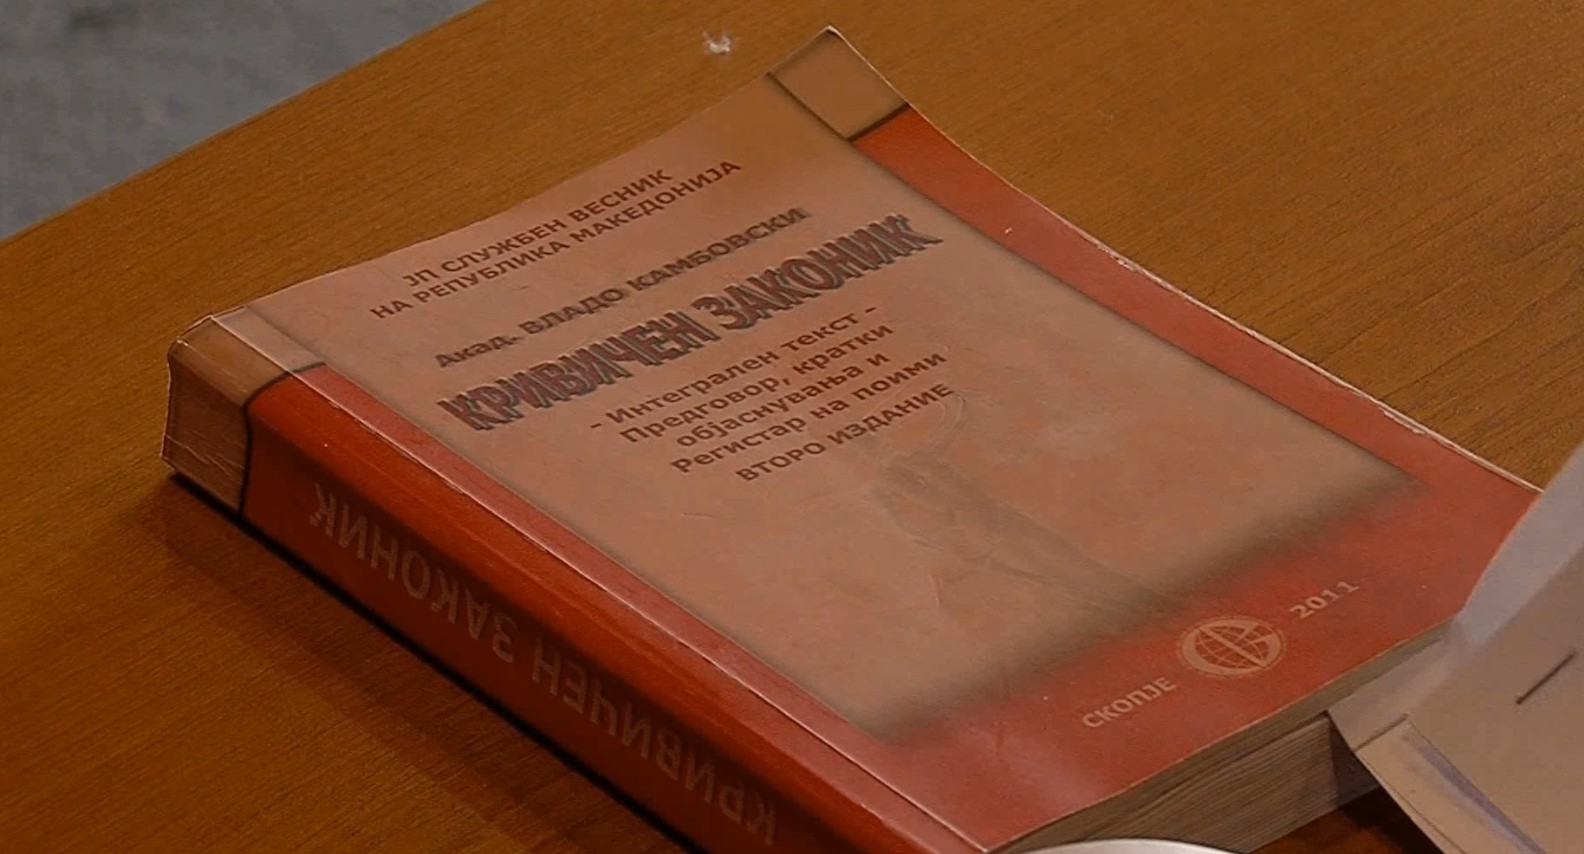 ЈП СЛУЖБЕН ВЕСНИК
НА РЕПУБЛИКА МАКЕДОНИЈА
Акад. ВЛАДО КАМБОВСКИ
КРИВИЧЕН ЗАКОНИК
- Интегрален текст -
Предговор, кратки
објаснувања и
Регистар на поими
ВТОРО ИЗДАНИЕ
СКОПЈЕ 2011
КРИВИЧЕН ЗАКОНИК